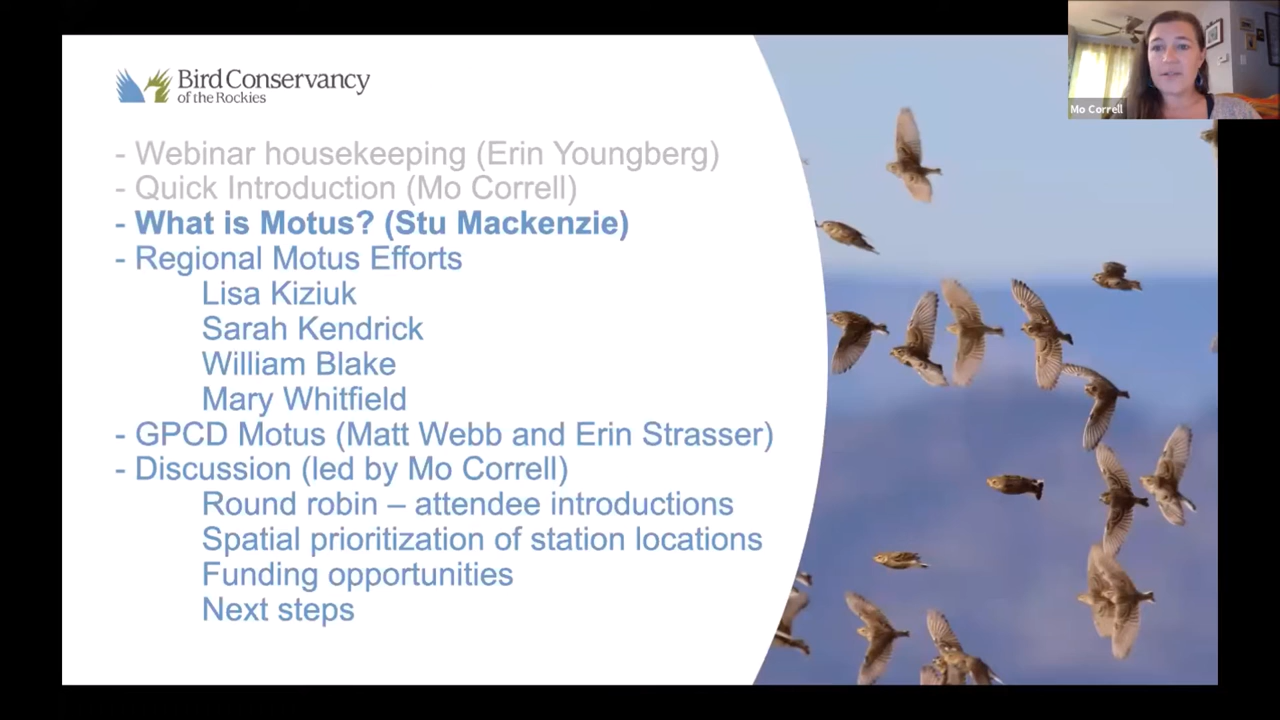 Bird Conservancy
of the Rockies
- Webinar housekeeping (Erin Youngberg)
- Quick Introduction (Mo Correll)
- What is Motus? (Stu Mackenzie)
- Regional Motus Efforts
Lisa Kiziuk
Sarah Kendrick
William Blake
Mary Whitfield
- GPCD Motus (Matt Webb and Erin Strasser)
- Discussion (led by Mo Correll)
Round robin – attendee introductions
Spatial prioritization of station locations
Funding opportunities
Next steps
Mo Correll